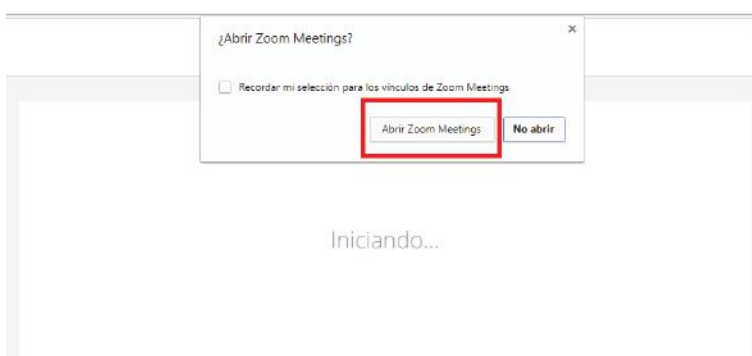 ¿Abrir Zoom Meetings?
Recordar mi selección para los vínculos de Zoom Meetings
Abrir Zoom Meetings No abrir
Iniciando...